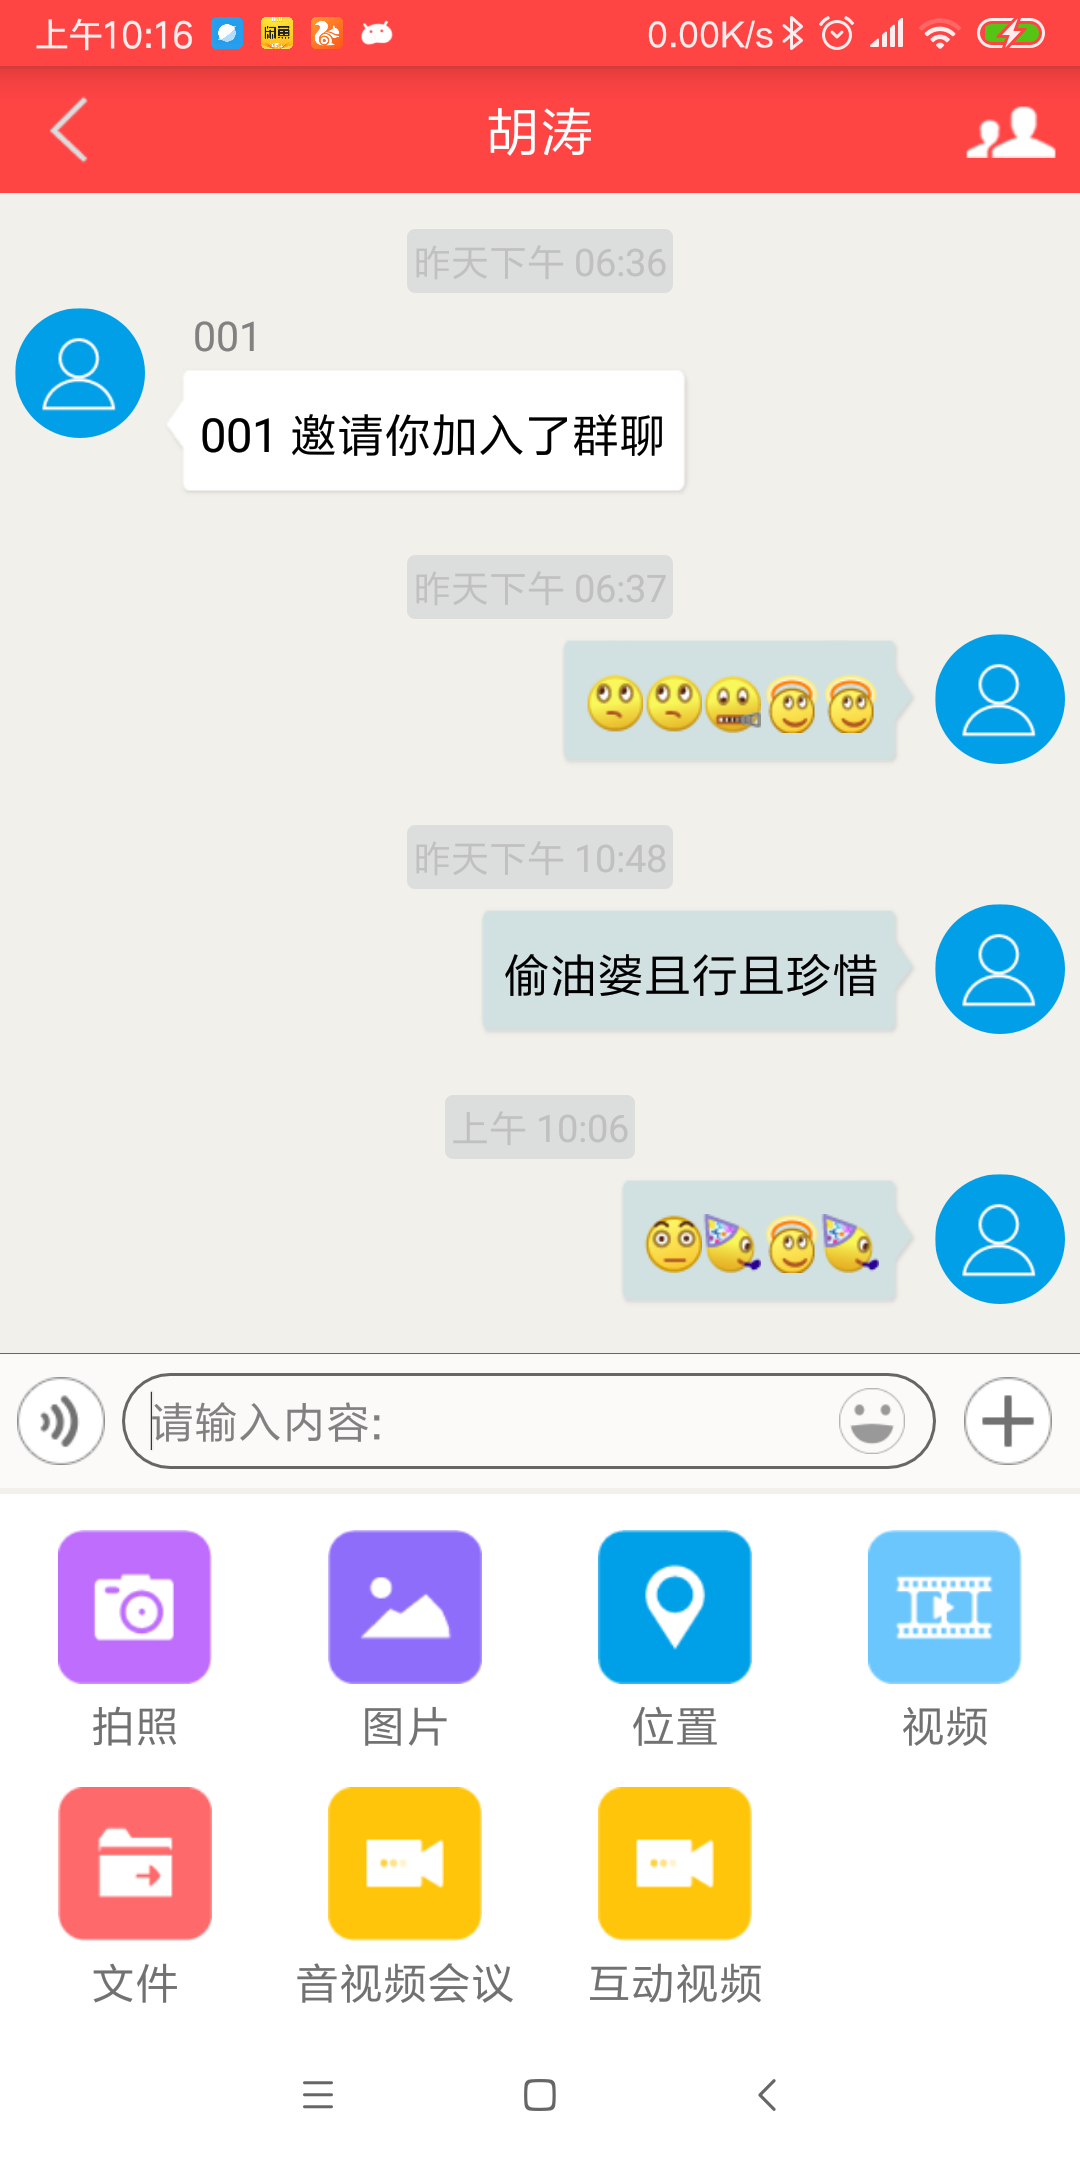 上午10:16
闲鱼
0.00K/s
胡涛
昨天下午 06:36
001
001 邀请你加入了群聊
昨天下午 06:37
昨天下午 10:48
偷油婆且行且珍惜
上午 10:06
请输入内容:
拍照
图片
位置
视频
文件
音视频会议
互动视频